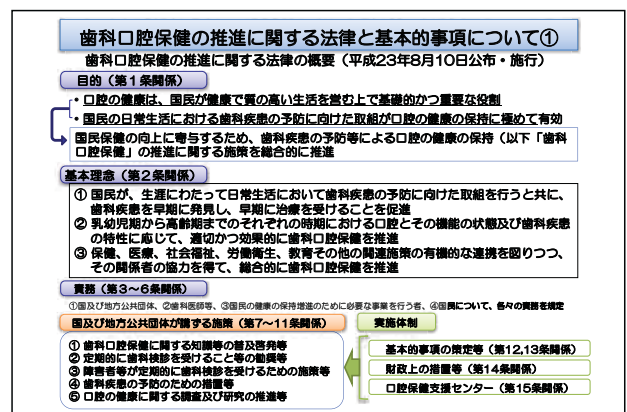 歯科口腔保健の推進に関する法律と基本的事項について①
歯科口腔保健の推進に関する法律の概要（平成23年8月10日公布・施行）
目的（第１条関係）
・口腔の健康は、国民が健康で質の高い生活を営む上で基礎的かつ重要な役割
・国民の日常生活における歯科疾患の予防に向けた取組が口腔の健康の保持に極めて有効
国民保健の向上に寄与するため、歯科疾患の予防等による口腔の健康の保持（以下「歯科
口腔保健」の推進に関する施策を総合的に推進
基本理念（第２条関係）
① 国民が、生涯にわたって日常生活において歯科疾患の予防に向けた取組を行うと共に、
歯科疾患を早期に発見し、早期に治療を受けることを促進
② 乳幼児期から高齢期までのそれぞれの時期における口腔とその機能の状態及び歯科疾患
の特性に応じて、適切かつ効果的に歯科口腔保健を推進
③ 保健、医療、社会福祉、労働衛生、教育その他の関連施策の有機的な連携を図りつつ、
その関係者の協力を得て、総合的に歯科口腔保健を推進
責務（第３～６条関係）
①国及び地方公共団体、②歯科医師等、③国民の健康の保持増進のために必要な事業を行う者、④国民について、各々の責務を規定
国及び地方公共団体が講ずる施策（第７～11条関係）
① 歯科口腔保健に関する知識等の普及啓発等
② 定期的に歯科検診を受けること等の勧奨等
③ 障害者等が定期的に歯科検診を受けるための施策等
④ 歯科疾患の予防のための措置等
⑤ 口腔の健康に関する調査及び研究の推進等
実施体制
基本的事項の策定等（第12,13条関係）
財政上の措置等（第14条関係）
口腔保健支援センター（第15条関係）